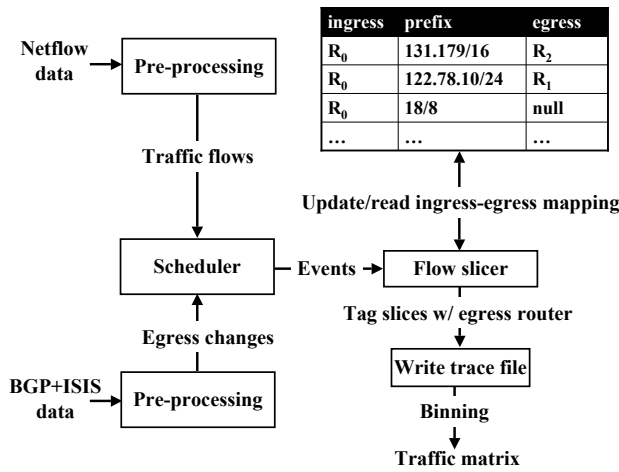 ingress prefix egress
R₀ 131.179/16 R₂
R₀ 122.78.10/24 R₁
R₀ 18/8 null
... ... ...
Netflow
data
Pre-processing
Traffic flows
Update/read ingress-egress mapping
Scheduler
Events
Flow slicer
Egress changes
Tag slices w/ egress router
BGP+ISIS
data
Pre-processing
Write trace file
Binning
Traffic matrix